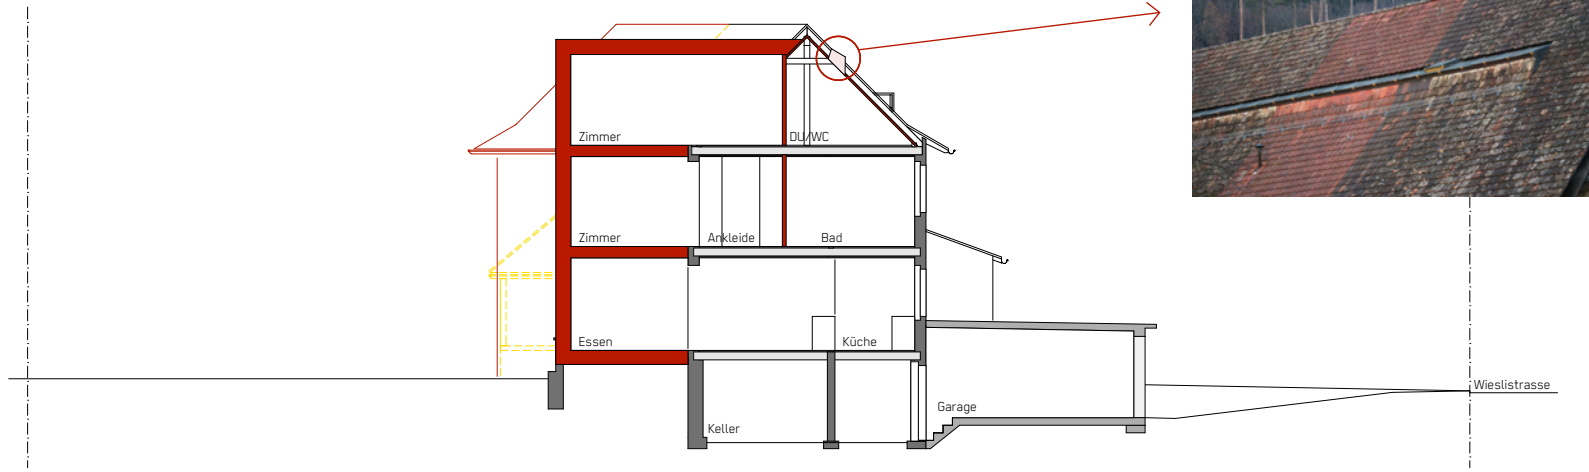 Zimmer
DU/WC
Zimmer
Ankleide
Bad
Essen
Küche
Wieslistrasse
Garage
Keller